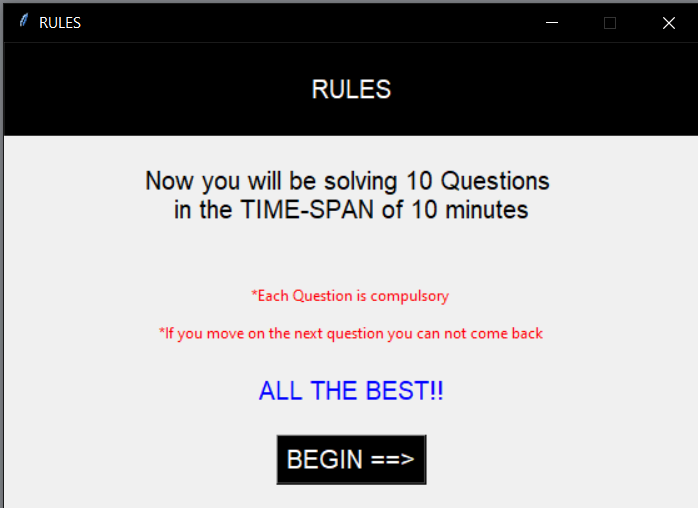 RULES
RULES
Now you will be solving 10 Questions
in the TIME-SPAN of 10 minutes
*Each Question is compulsory
*If you move on the next question you can not come back
ALL THE BEST!!
BEGIN ==>